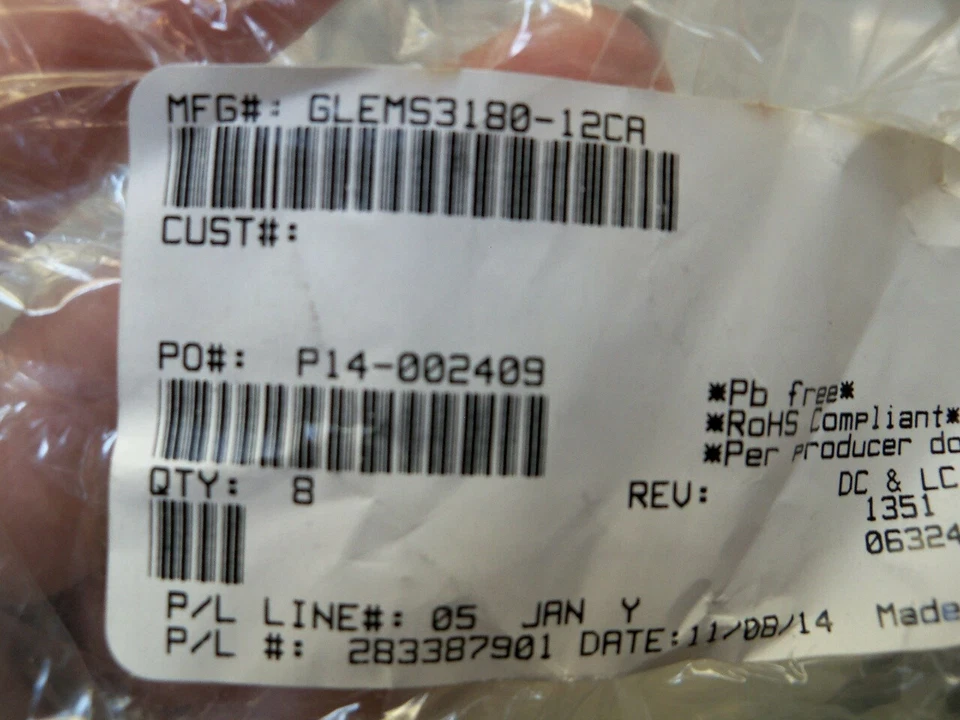 MFG#: GLEMS3180-12CA
CUST#:
PO#: P14-002409
*Pb free*
*RoHS Compliant*
*Per producer do
QTY: 8
REV:
DC & LC
1351
06324
P/L LINE#: 05 JAN Y
P/L #: 283387901 DATE:11/08/14
Made